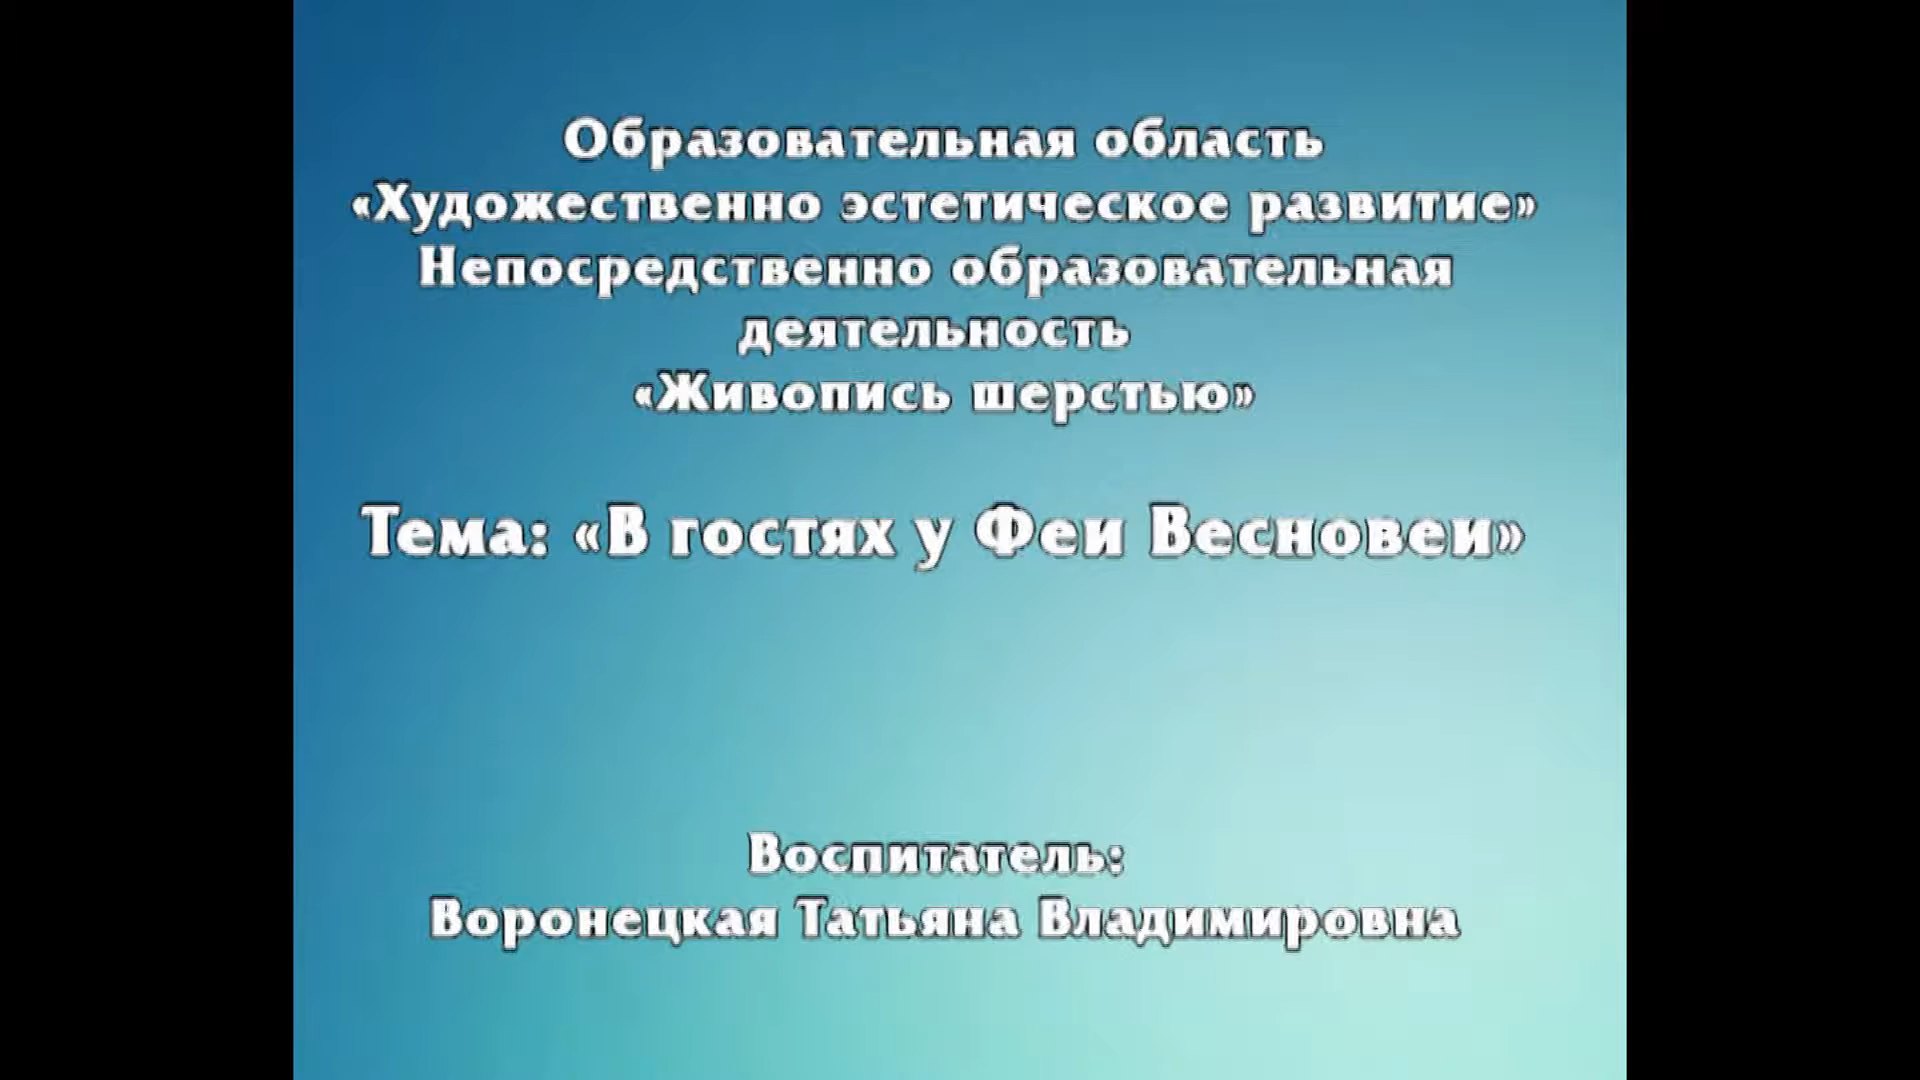 Образовательная область
«Художественно эстетическое развитие»
Непосредственно образовательная
деятельность
«Живопись шерстью»
Тема: «В гостях у Феи Весновеи»
Воспитатель:
Воронецкая Татьяна Владимировна